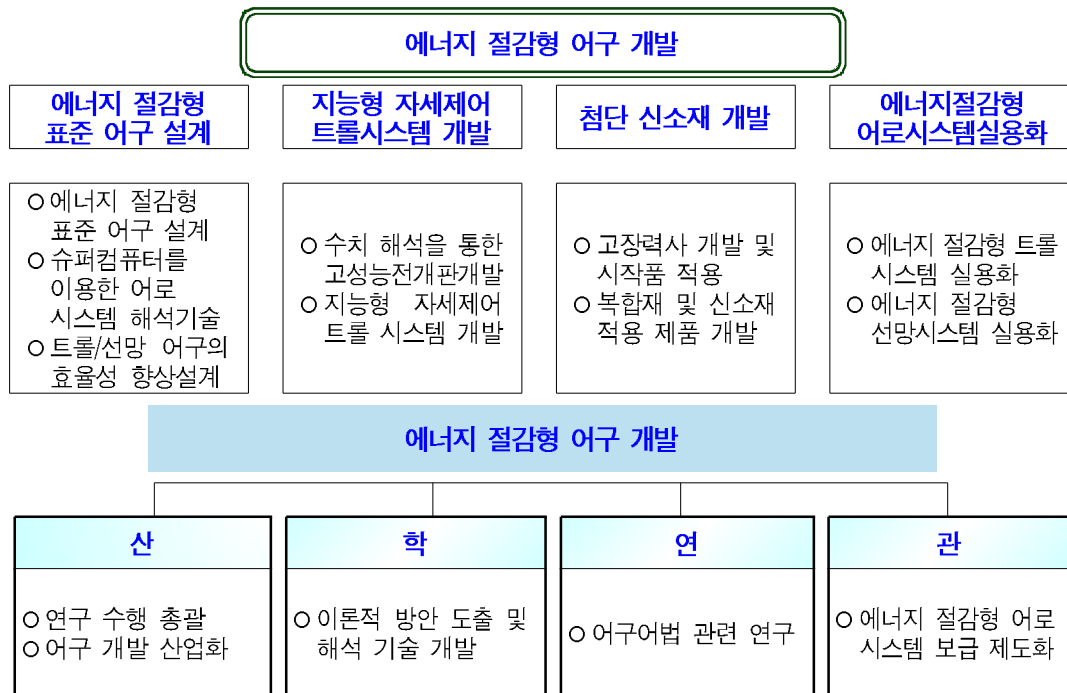 에너지 절감형 어구 개발
에너지 절감형
표준 어구 설계
지능형 자세제어
트롤시스템 개발
첨단 신소재 개발
에너지절감형
어로시스템실용화
○ 에너지 절감형
표준 어구 설계
○ 슈퍼컴퓨터를
이용한 어로
시스템 해석기술
○ 트롤/선망 어구의
효율성 향상설계
○ 수치 해석을 통한
고성능전개판개발
○ 지능형 자세제어
트롤 시스템 개발
○ 고장력사 개발 및
시작품 적용
○ 복합재 및 신소재
적용 제품 개발
○ 에너지 절감형 트롤
시스템 실용화
○ 에너지 절감형
선망시스템 실용화
에너지 절감형 어구 개발
산
○ 연구 수행 총괄
○ 어구 개발 산업화
학
○ 이론적 방안 도출 및
해석 기술 개발
연
○ 어구어법 관련 연구
관
○ 에너지 절감형 어로
시스템 보급 제도화